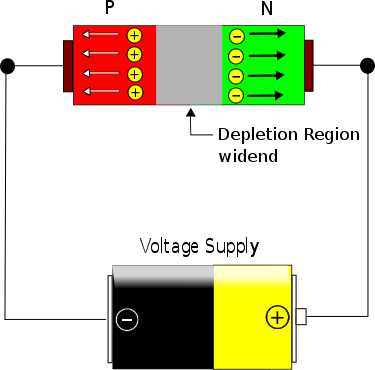 P N
+ −
+ −
+ −
+ −
Depletion Region
widend
Voltage Supply
− +